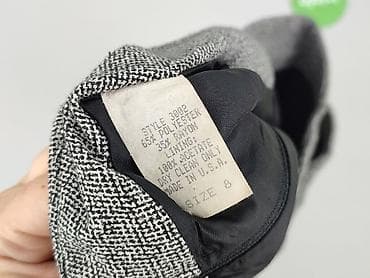 STYLE 3002
65% POLYESTER
35% RAYON
LINING:
100% ACETATE
DRY CLEAN ONLY
MADE IN U.S.A.
SIZE 8